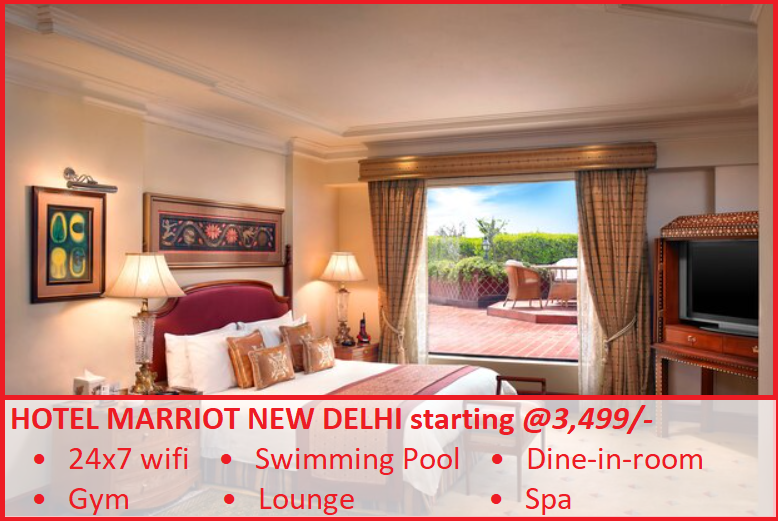 HOTEL MARRIOT NEW DELHI starting @3,499/-
• 24x7 wifi • Swimming Pool • Dine-in-room
• Gym • Lounge • Spa